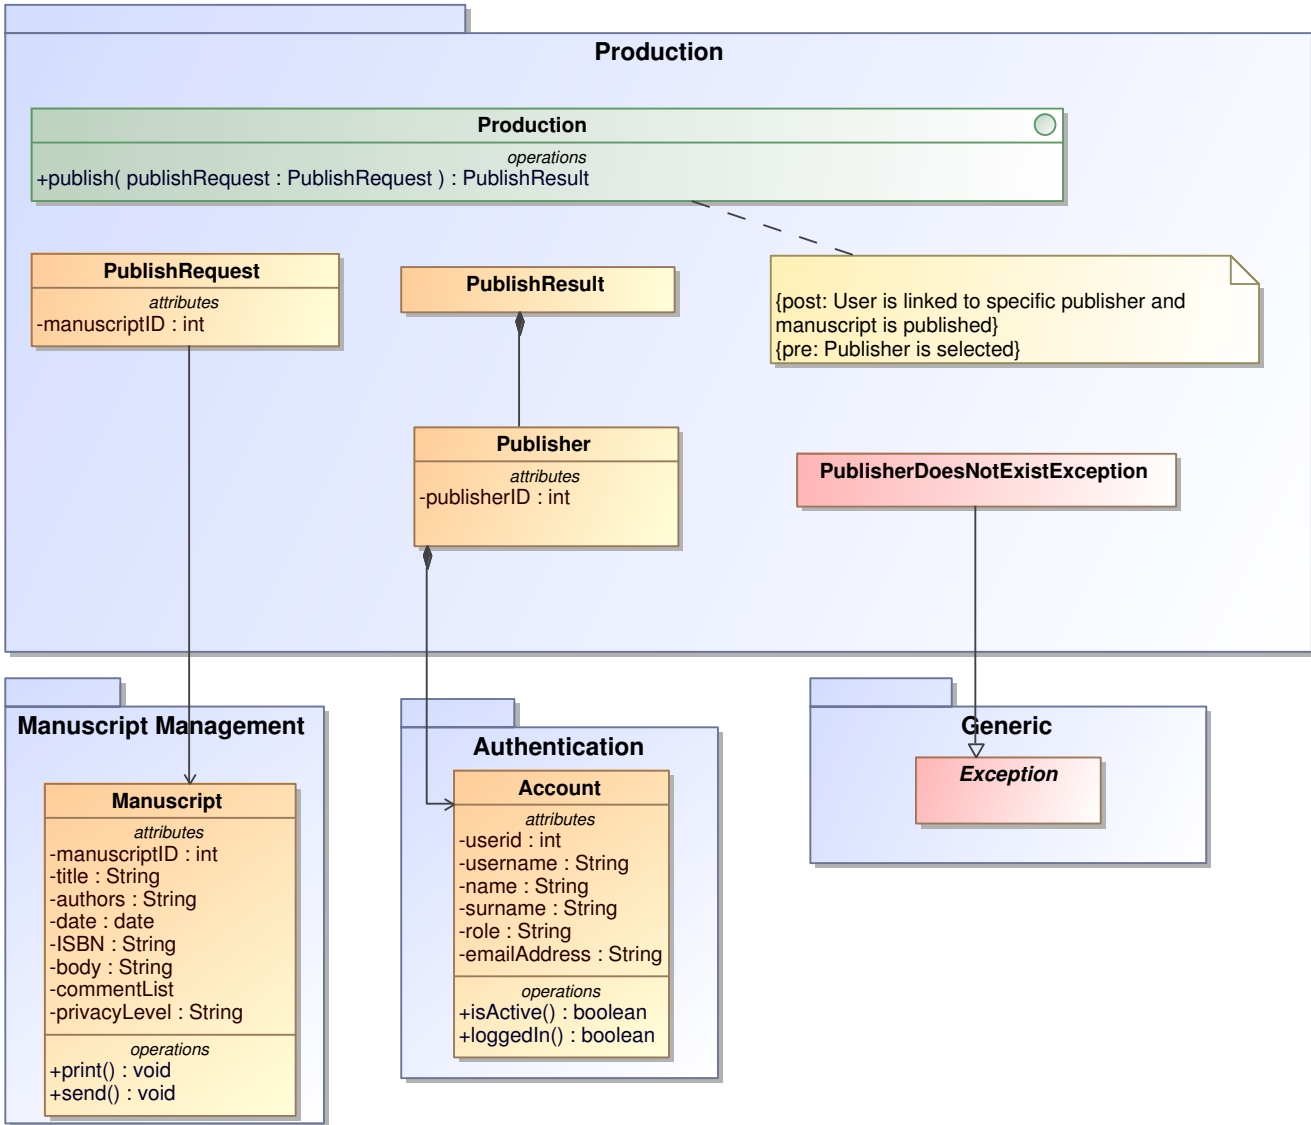 Production
Production
operations
+publish( publishRequest : PublishRequest ) : PublishResult
PublishRequest
attributes
-manuscriptID : int
PublishResult
{post: User is linked to specific publisher and
manuscript is published}
{pre: Publisher is selected}
Publisher
attributes
-publisherID : int
PublisherDoesNotExistException
Manuscript Management
Manuscript
attributes
-manuscriptID : int
-title : String
-authors : String
-date : date
-ISBN : String
-body : String
-commentList
-privacyLevel : String
operations
+print() : void
+send() : void
Authentication
Account
attributes
-userid : int
-username : String
-name : String
-surname : String
-role : String
-emailAddress : String
operations
+isActive() : boolean
+loggedIn() : boolean
Generic
Exception